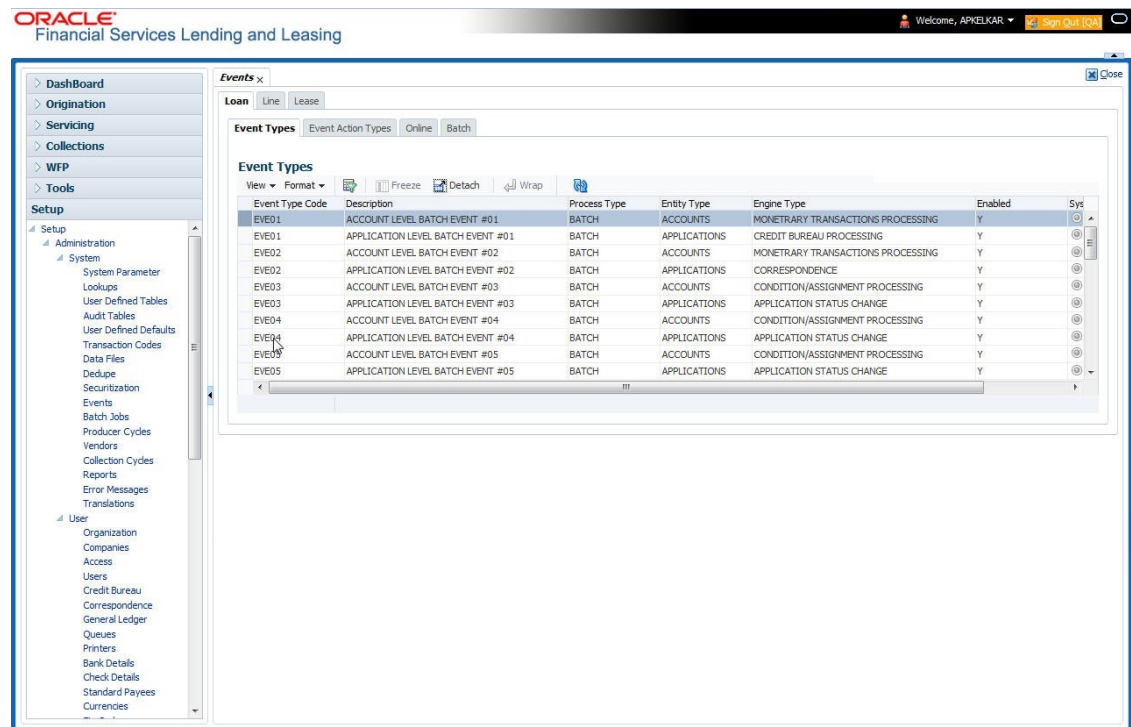 ORACLE
Financial Services Lending and Leasing
Welcome, APKELKAR
Sign Out [QA]
DashBoard
Origination
Servicing
Collections
WFP
Tools
Setup
Setup
Administration
System
System Parameter
Lookups
User Defined Tables
Audit Tables
User Defined Defaults
Transaction Codes
Data Files
Dedupe
Securitization
Events
Batch Jobs
Producer Cycles
Vendors
Collection Cycles
Reports
Error Messages
Translations
User
Organization
Companies
Access
Users
Credit Bureau
Correspondence
General Ledger
Queues
Printers
Bank Details
Check Details
Standard Payees
Currencies
Events
Close
Loan Line Lease
Event Types Event Action Types Online Batch
Event Types
View Format Freeze Detach Wrap
Event Type Code Description Process Type Entity Type Engine Type Enabled Sys
EVE01 ACCOUNT LEVEL BATCH EVENT #01 BATCH ACCOUNTS MONETRARY TRANSACTIONS PROCESSING Y
EVE01 APPLICATION LEVEL BATCH EVENT #01 BATCH APPLICATIONS CREDIT BUREAU PROCESSING Y
EVE02 ACCOUNT LEVEL BATCH EVENT #02 BATCH ACCOUNTS MONETRARY TRANSACTIONS PROCESSING Y
EVE02 APPLICATION LEVEL BATCH EVENT #02 BATCH APPLICATIONS CORRESPONDENCE Y
EVE03 ACCOUNT LEVEL BATCH EVENT #03 BATCH ACCOUNTS CONDITION/ASSIGNMENT PROCESSING Y
EVE03 APPLICATION LEVEL BATCH EVENT #03 BATCH APPLICATIONS APPLICATION STATUS CHANGE Y
EVE04 ACCOUNT LEVEL BATCH EVENT #04 BATCH ACCOUNTS CONDITION/ASSIGNMENT PROCESSING Y
EVE04 APPLICATION LEVEL BATCH EVENT #04 BATCH APPLICATIONS APPLICATION STATUS CHANGE Y
EVE05 ACCOUNT LEVEL BATCH EVENT #05 BATCH ACCOUNTS CONDITION/ASSIGNMENT PROCESSING Y
EVE05 APPLICATION LEVEL BATCH EVENT #05 BATCH APPLICATIONS APPLICATION STATUS CHANGE Y